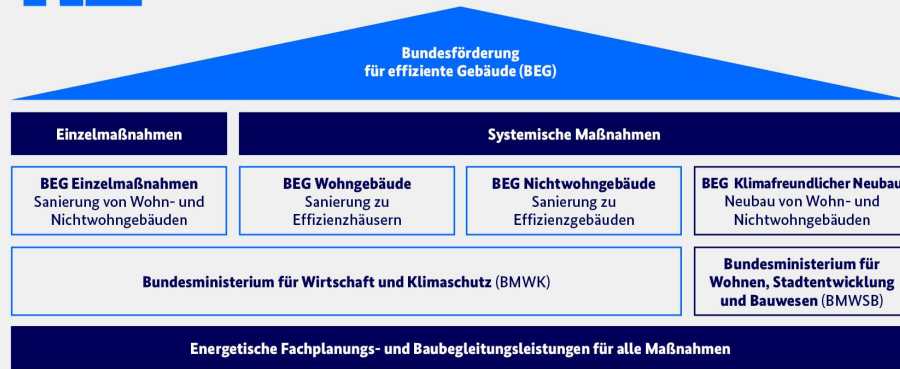 Bundesförderung
für effiziente Gebäude (BEG)
Einzelmaßnahmen
Systemische Maßnahmen
BEG Einzelmaßnahmen
Sanierung von Wohn- und
Nichtwohngebäuden
BEG Wohngebäude
Sanierung zu
Effizienzhäusern
BEG Nichtwohngebäude
Sanierung zu
Effizienzgebäuden
BEG Klimafreundlicher Neubau
Neubau von Wohn- und
Nichtwohngebäuden
Bundesministerium für Wirtschaft und Klimaschutz (BMWK)
Bundesministerium für
Wohnen, Stadtentwicklung
und Bauwesen (BMWSB)
Energetische Fachplanungs- und Baubegleitungsleistungen für alle Maßnahmen